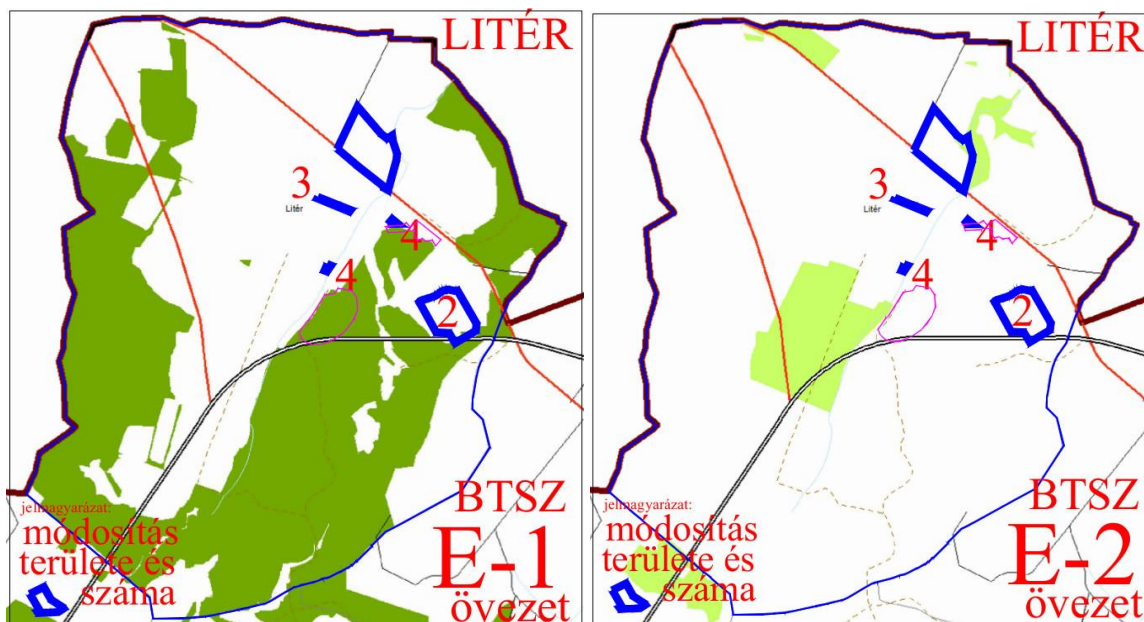 LITÉR
3
Litér
4
4
2
jelmagyarázat:
módosítás
területe és
száma
BTSZ
E-1
övezet
LITÉR
3
Litér
4
4
2
jelmagyarázat:
módosítás
területe és
száma
BTSZ
E-2
övezet